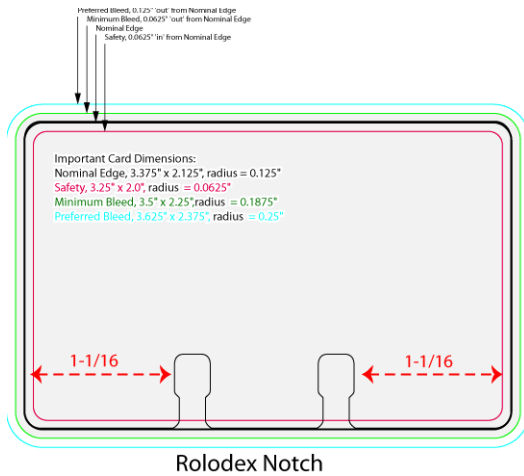 Preferred Bleed, 0.125" 'out' from Nominal Edge
Minimum Bleed, 0.0625" 'out' from Nominal Edge
Nominal Edge
Safety, 0.0625" 'in' from Nominal Edge
Important Card Dimensions:
Nominal Edge, 3.375" x 2.125", radius = 0.125"
Safety, 3.25" x 2.0", radius = 0.0625"
Minimum Bleed, 3.5" x 2.25",radius = 0.1875"
Preferred Bleed, 3.625" x 2.375", radius = 0.25"
1-1/16
1-1/16
Rolodex Notch